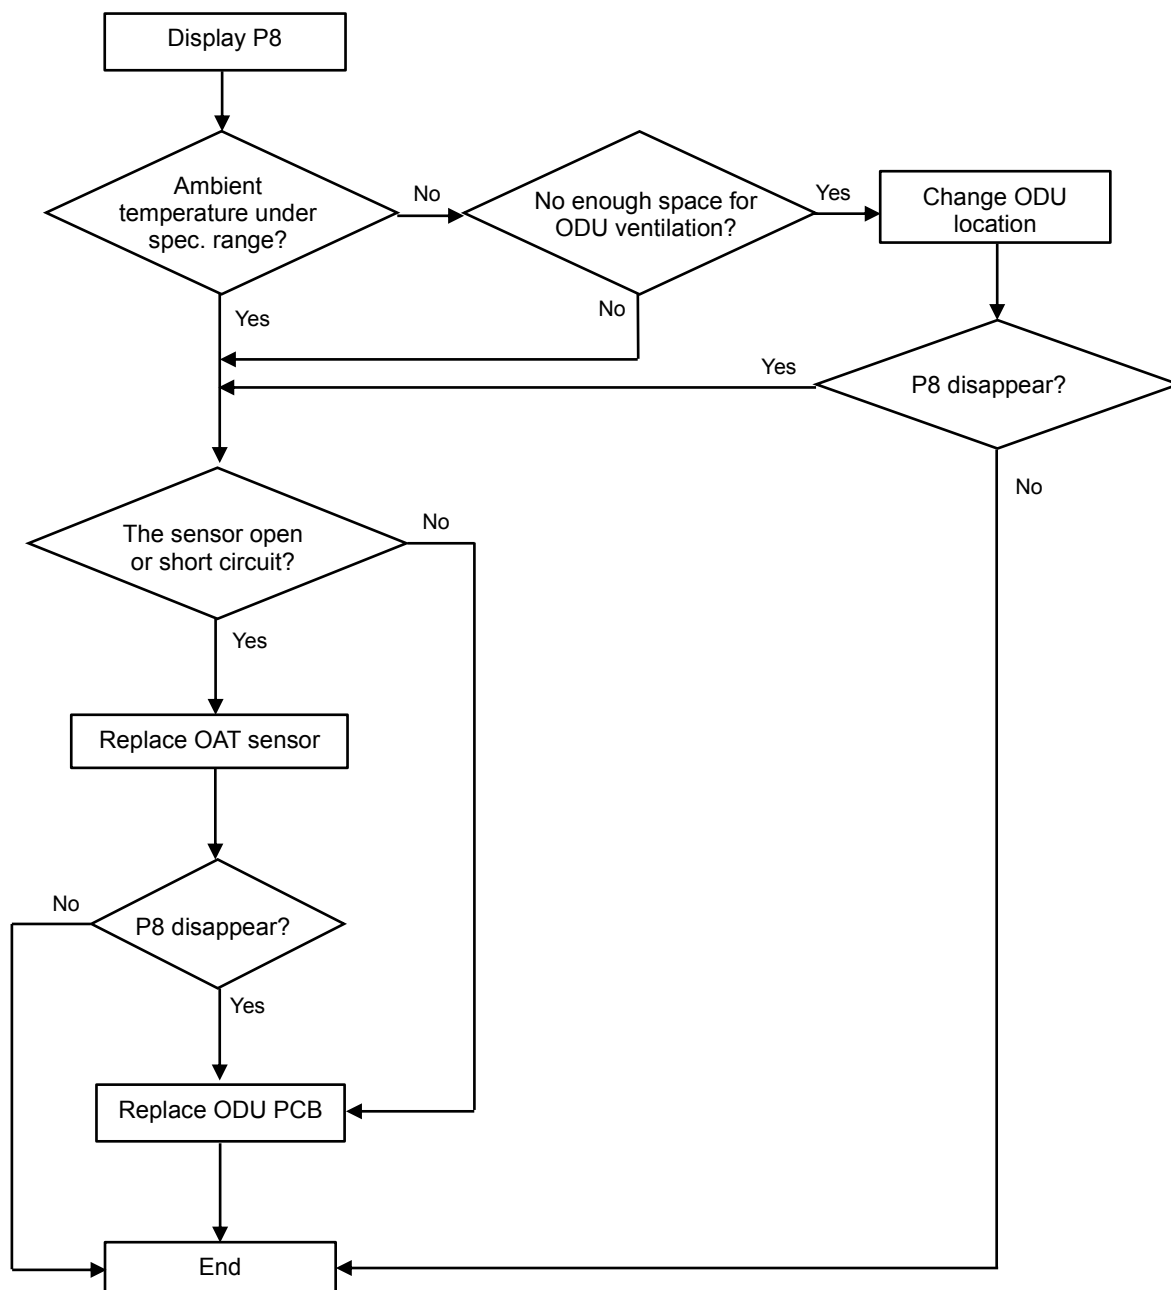 Display P8
Ambient
temperature under
spec. range?
No
No enough space for
ODU ventilation?
Yes
Change ODU
location
Yes
No
Yes
P8 disappear?
No
The sensor open
or short circuit?
No
Yes
Replace OAT sensor
No
P8 disappear?
Yes
Replace ODU PCB
End